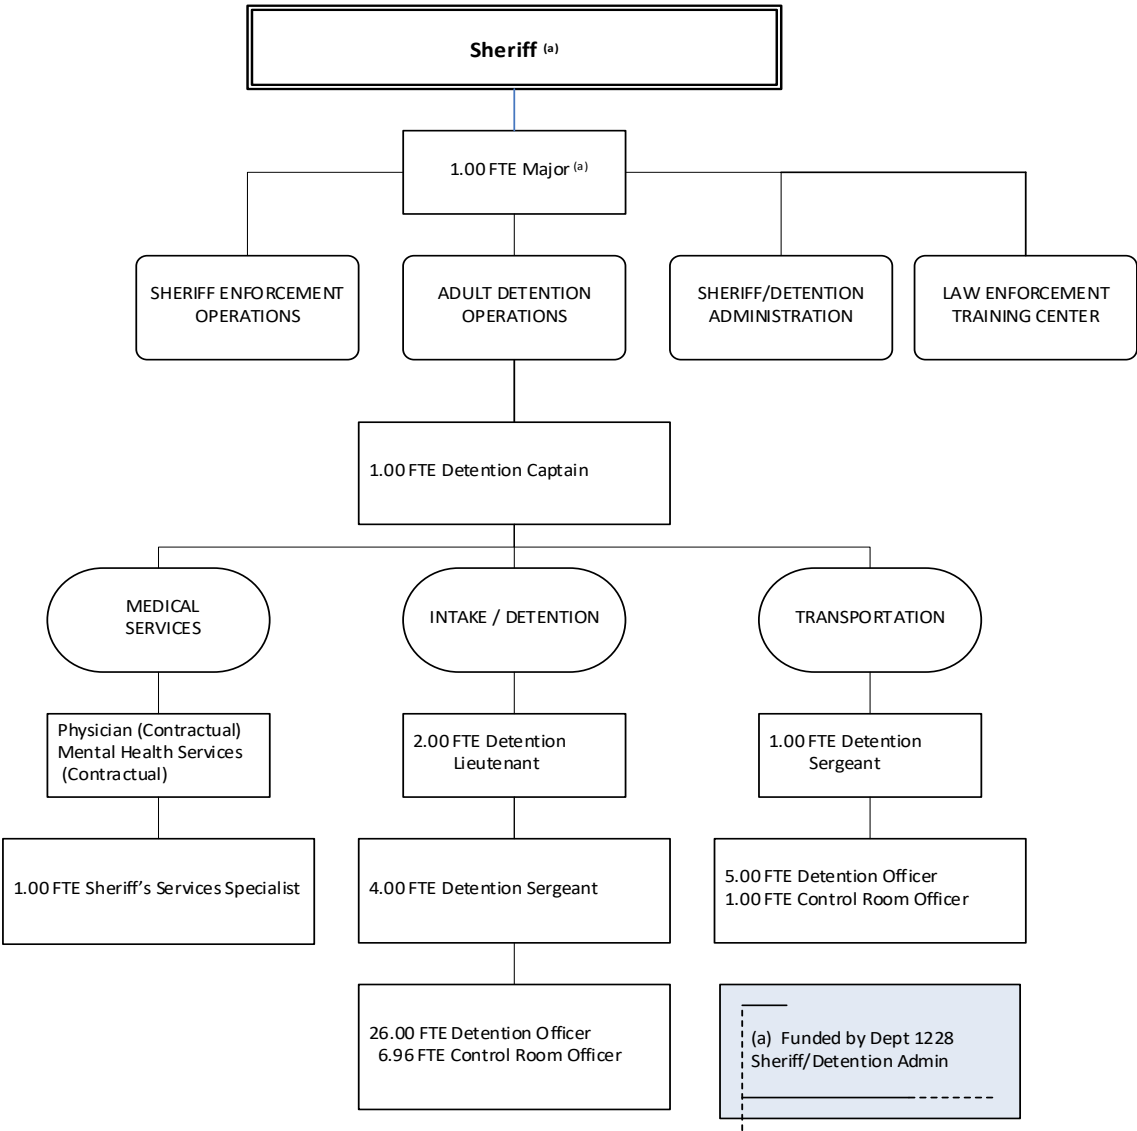 Sheriff (a)
1.00 FTE Major (a)
SHERIFF ENFORCEMENT
OPERATIONS
ADULT DETENTION
OPERATIONS
SHERIFF/DETENTION
ADMINISTRATION
LAW ENFORCEMENT
TRAINING CENTER
1.00 FTE Detention Captain
MEDICAL
SERVICES
INTAKE / DETENTION
TRANSPORTATION
Physician (Contractual)
Mental Health Services
(Contractual)
2.00 FTE Detention
Lieutenant
1.00 FTE Detention
Sergeant
1.00 FTE Sheriff’s Services Specialist
4.00 FTE Detention Sergeant
5.00 FTE Detention Officer
1.00 FTE Control Room Officer
26.00 FTE Detention Officer
6.96 FTE Control Room Officer
(a) Funded by Dept 1228
Sheriff/Detention Admin